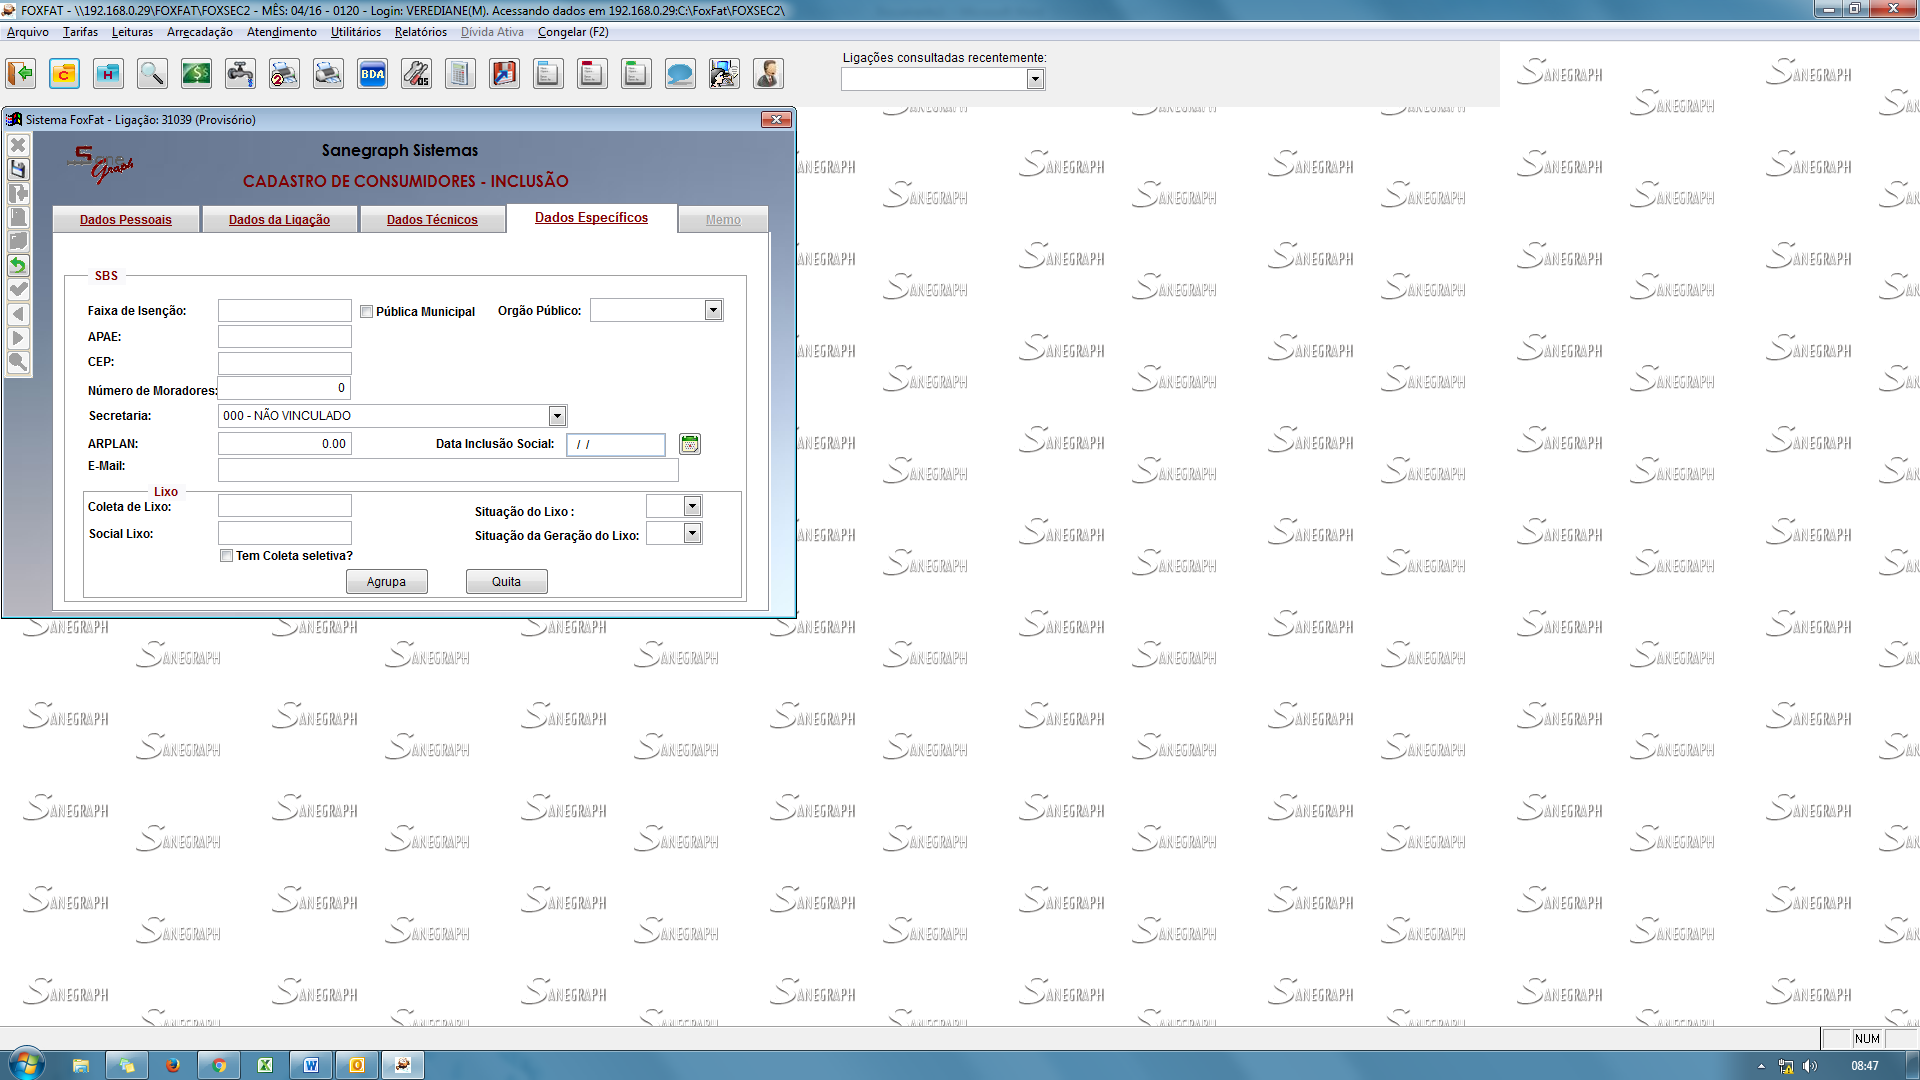 FOXFAT - \\192.168.0.29\FOXFAT\FOXSEC2 - MÊS: 04/16 - 0120 - Login: VEREDIANE(M). Acessando dados em 192.168.0.29:C:\FoxFat\FOXSEC2\
Arquivo Tarifas Leituras Arrecadação Atendimento Utilitários Relatórios Dívida Ativa Congelar (F2)
Ligações consultadas recentemente:
C H $ 2 BDA OS
Sistema FoxFat - Ligação: 31039 (Provisório)
Sanegraph Sistemas
SaneGraph
CADASTRO DE CONSUMIDORES - INCLUSÃO
Dados Pessoais Dados da Ligação Dados Técnicos Dados Específicos Memo
SBS
Faixa de Isenção: Pública Municipal Orgão Público:
APAE:
CEP:
Número de Moradores: 0
Secretaria: 000 - NÃO VINCULADO
ARPLAN: 0.00 Data Inclusão Social: / /
E-Mail:
Lixo
Coleta de Lixo: Situação do Lixo :
Social Lixo: Situação da Geração do Lixo:
Tem Coleta seletiva?
Agrupa Quita
SANEGRAPH
NUM
08:47